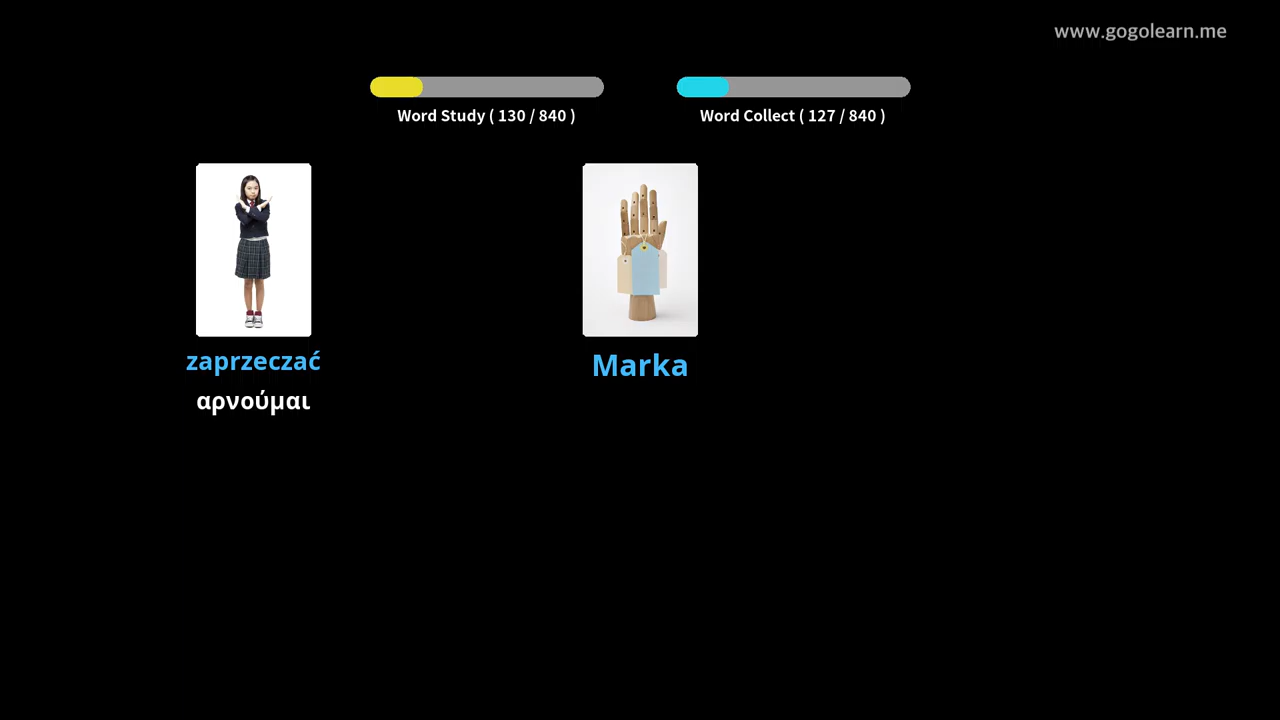 www.gogolearn.me
Word Study ( 130 / 840 )
Word Collect ( 127 / 840 )
zaprzeczać
αρνούμαι
Marka